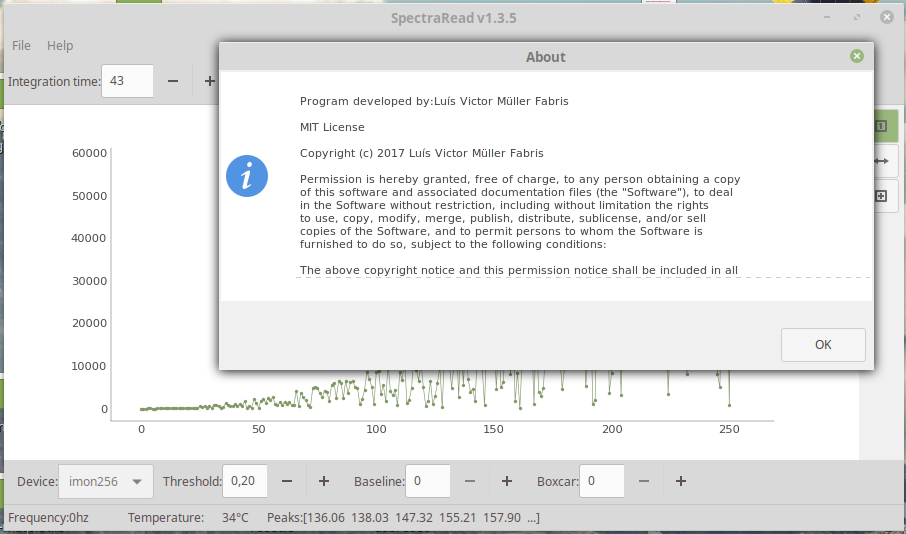 SpectraRead v1.3.5
File Help
Integration time: 43 − +
About
Program developed by:Luís Victor Müller Fabris
MIT License
Copyright (c) 2017 Luís Victor Müller Fabris
Permission is hereby granted, free of charge, to any person obtaining a copy
of this software and associated documentation files (the "Software"), to deal
in the Software without restriction, including without limitation the rights
to use, copy, modify, merge, publish, distribute, sublicense, and/or sell
copies of the Software, and to permit persons to whom the Software is
furnished to do so, subject to the following conditions:
The above copyright notice and this permission notice shall be included in all
OK
60000
50000
40000
30000
20000
10000
0
0 50 100 150 200 250
Device: imon256 Threshold: 0,20 − + Baseline: 0 − + Boxcar: 0 − +
Frequency:0hz Temperature: 34°C Peaks:[136.06 138.03 147.32 155.21 157.90 ...]